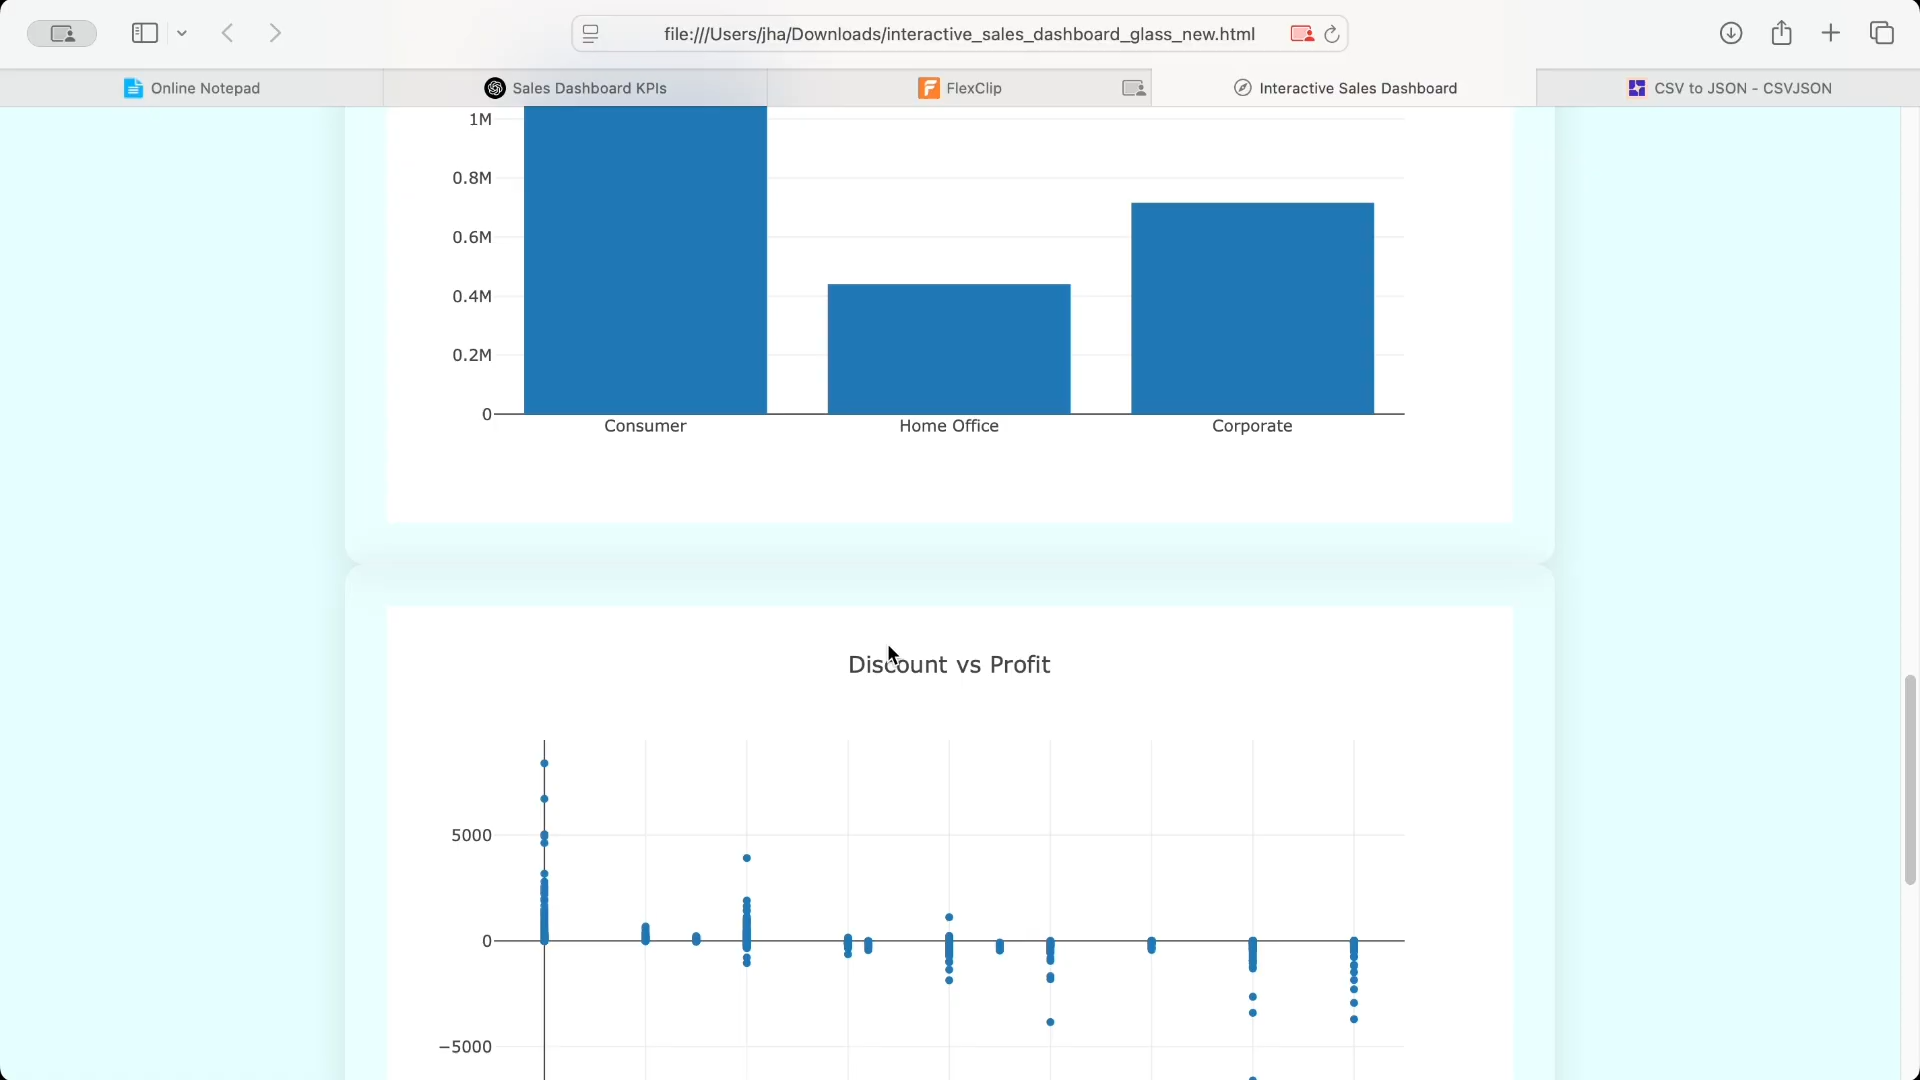 file:///Users/jha/Downloads/interactive_sales_dashboard_glass_new.html
Online Notepad
Sales Dashboard KPIs
FlexClip
Interactive Sales Dashboard
CSV to JSON - CSVJSON
1M
0.8M
0.6M
0.4M
0.2M
0
Consumer
Home Office
Corporate
Discount vs Profit
5000
0
−5000